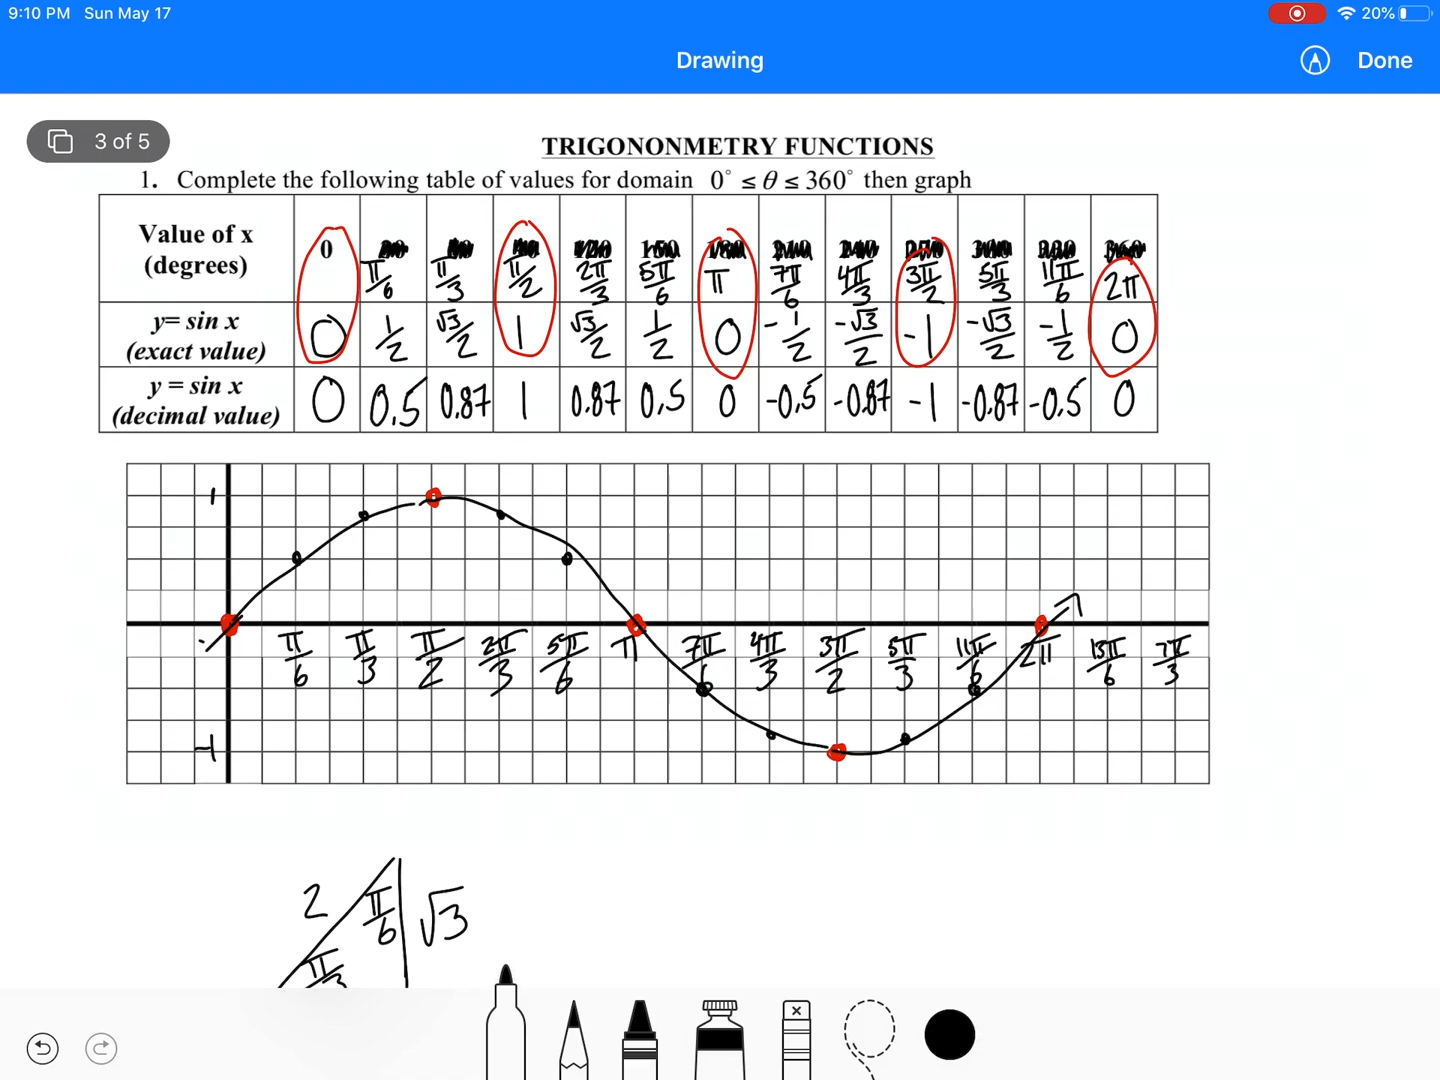 9:10 PM Sun May 17 20%
Drawing Done
3 of 5
TRIGONONMETRY FUNCTIONS
1. Complete the following table of values for domain 0° ≤ θ ≤ 360° then graph
Value of x (degrees) 0 π/6 π/3 π/2 2π/3 5π/6 π 7π/6 4π/3 3π/2 5π/3 11π/6 2π
y= sin x (exact value) 0 1/2 √3/2 1 √3/2 1/2 0 -1/2 -√3/2 -1 -√3/2 -1/2 0
y = sin x (decimal value) 0 0.5 0.87 1 0.87 0.5 0 -0.5 -0.87 -1 -0.87 -0.5 0
1
π/6 π/3 π/2 2π/3 5π/6 π 7π/6 4π/3 3π/2 5π/3 11π/6 2π 13π/6 7π/3
-1
2 π/6 √3
π/3